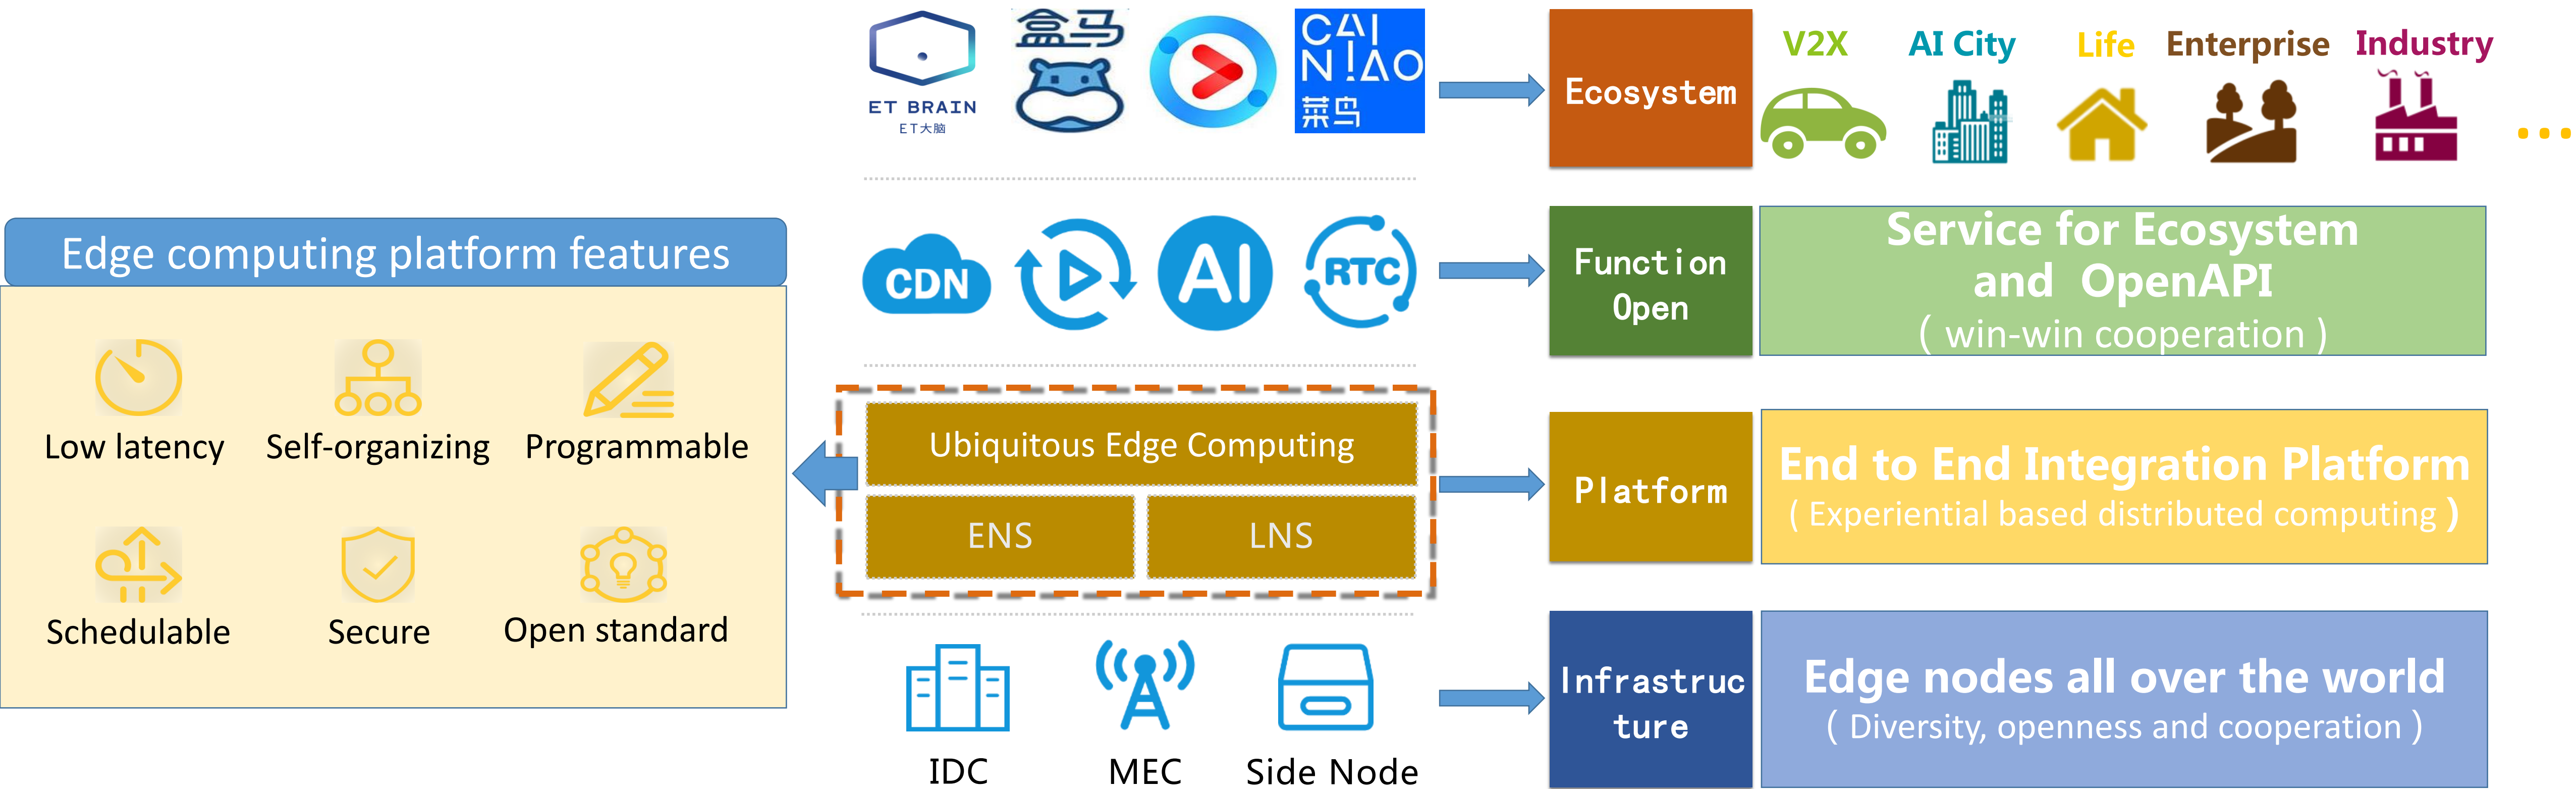 盒马
ET BRAIN
ET大脑
CAI
NIAO
菜鸟
Ecosystem
V2X
AI City
Life
Enterprise
Industry
...
Edge computing platform features
Low latency
Self-organizing
Programmable
Schedulable
Secure
Open standard
CDN
AI
RTC
Function
Open
Service for Ecosystem
and OpenAPI
( win-win cooperation )
Ubiquitous Edge Computing
ENS
LNS
Platform
End to End Integration Platform
( Experiential based distributed computing )
IDC
MEC
Side Node
Infrastruc
ture
Edge nodes all over the world
( Diversity, openness and cooperation )